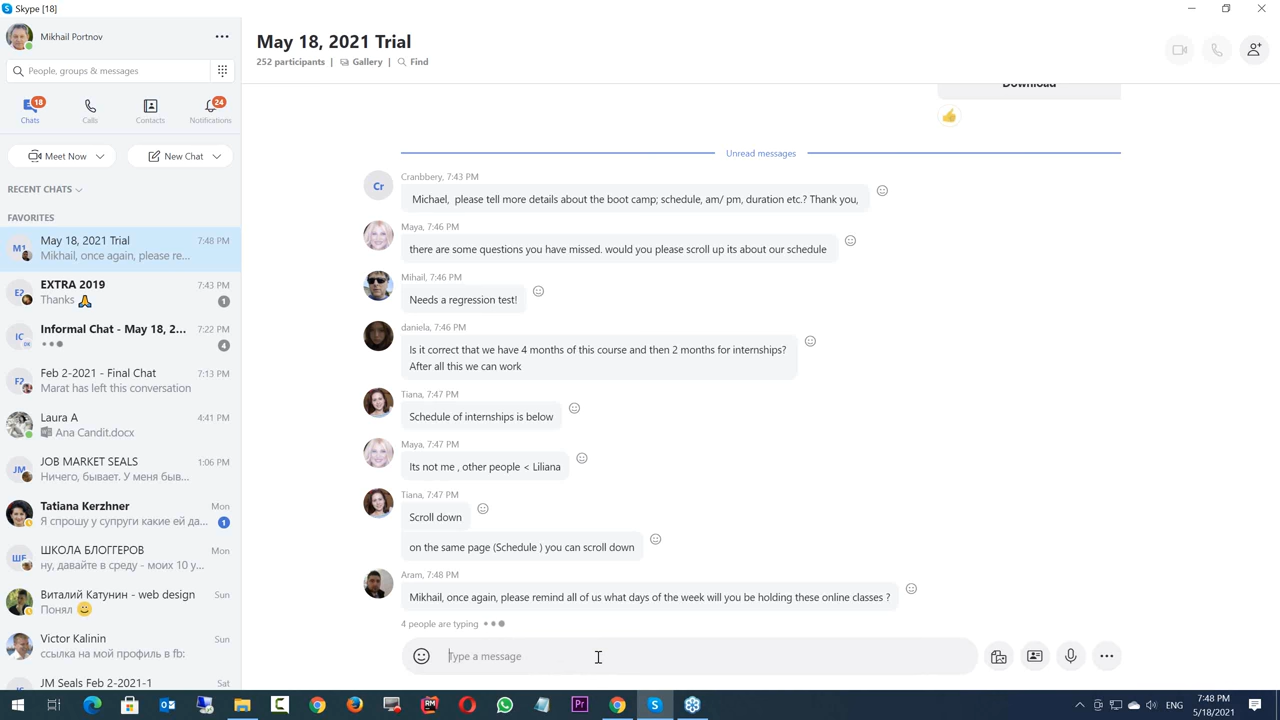 Skype [18]
Mikhail Portnov
People, groups & messages
18
24
Chats
Calls
Contacts
Notifications
Meet Now
New Chat
RECENT CHATS
FAVORITES
M1
May 18, 2021 Trial
7:48 PM
Mikhail, once again, please re...
E2
EXTRA 2019
7:43 PM
Thanks 🙏
1
IC
Informal Chat - May 18, 2...
7:22 PM
4
F2
Feb 2-2021 - Final Chat
7:13 PM
Marat has left this conversation
Laura A
4:41 PM
Ana Candit.docx
JM
JOB MARKET SEALS
1:06 PM
Ничего, бывает. У меня быв...
Tatiana Kerzhner
Mon
Я спрошу у супруги какие ей да...
1
ШЕ
ШКОЛА БЛОГГЕРОВ
Mon
ну, давайте в среду - моих 10 у...
Виталий Катунин - web design
Sun
Понял
Victor Kalinin
Sun
ссылка на мой профиль в fb:
JM Seals Feb 2-2021-1
Sat
May 18, 2021 Trial
252 participants | Gallery | Find
Download
Unread messages
Cr
Cranbbery, 7:43 PM
Michael, please tell more details about the boot camp; schedule, am/ pm, duration etc.? Thank you,
Maya, 7:46 PM
there are some questions you have missed. would you please scroll up its about our schedule
Mihail, 7:46 PM
Needs a regression test!
daniela, 7:46 PM
Is it correct that we have 4 months of this course and then 2 months for internships?
After all this we can work
Tiana, 7:47 PM
Schedule of internships is below
Maya, 7:47 PM
Its not me , other people < Liliana
Tiana, 7:47 PM
Scroll down
on the same page (Schedule ) you can scroll down
Aram, 7:48 PM
Mikhail, once again, please remind all of us what days of the week will you be holding these online classes ?
4 people are typing
Type a message
7:48 PM
5/18/2021